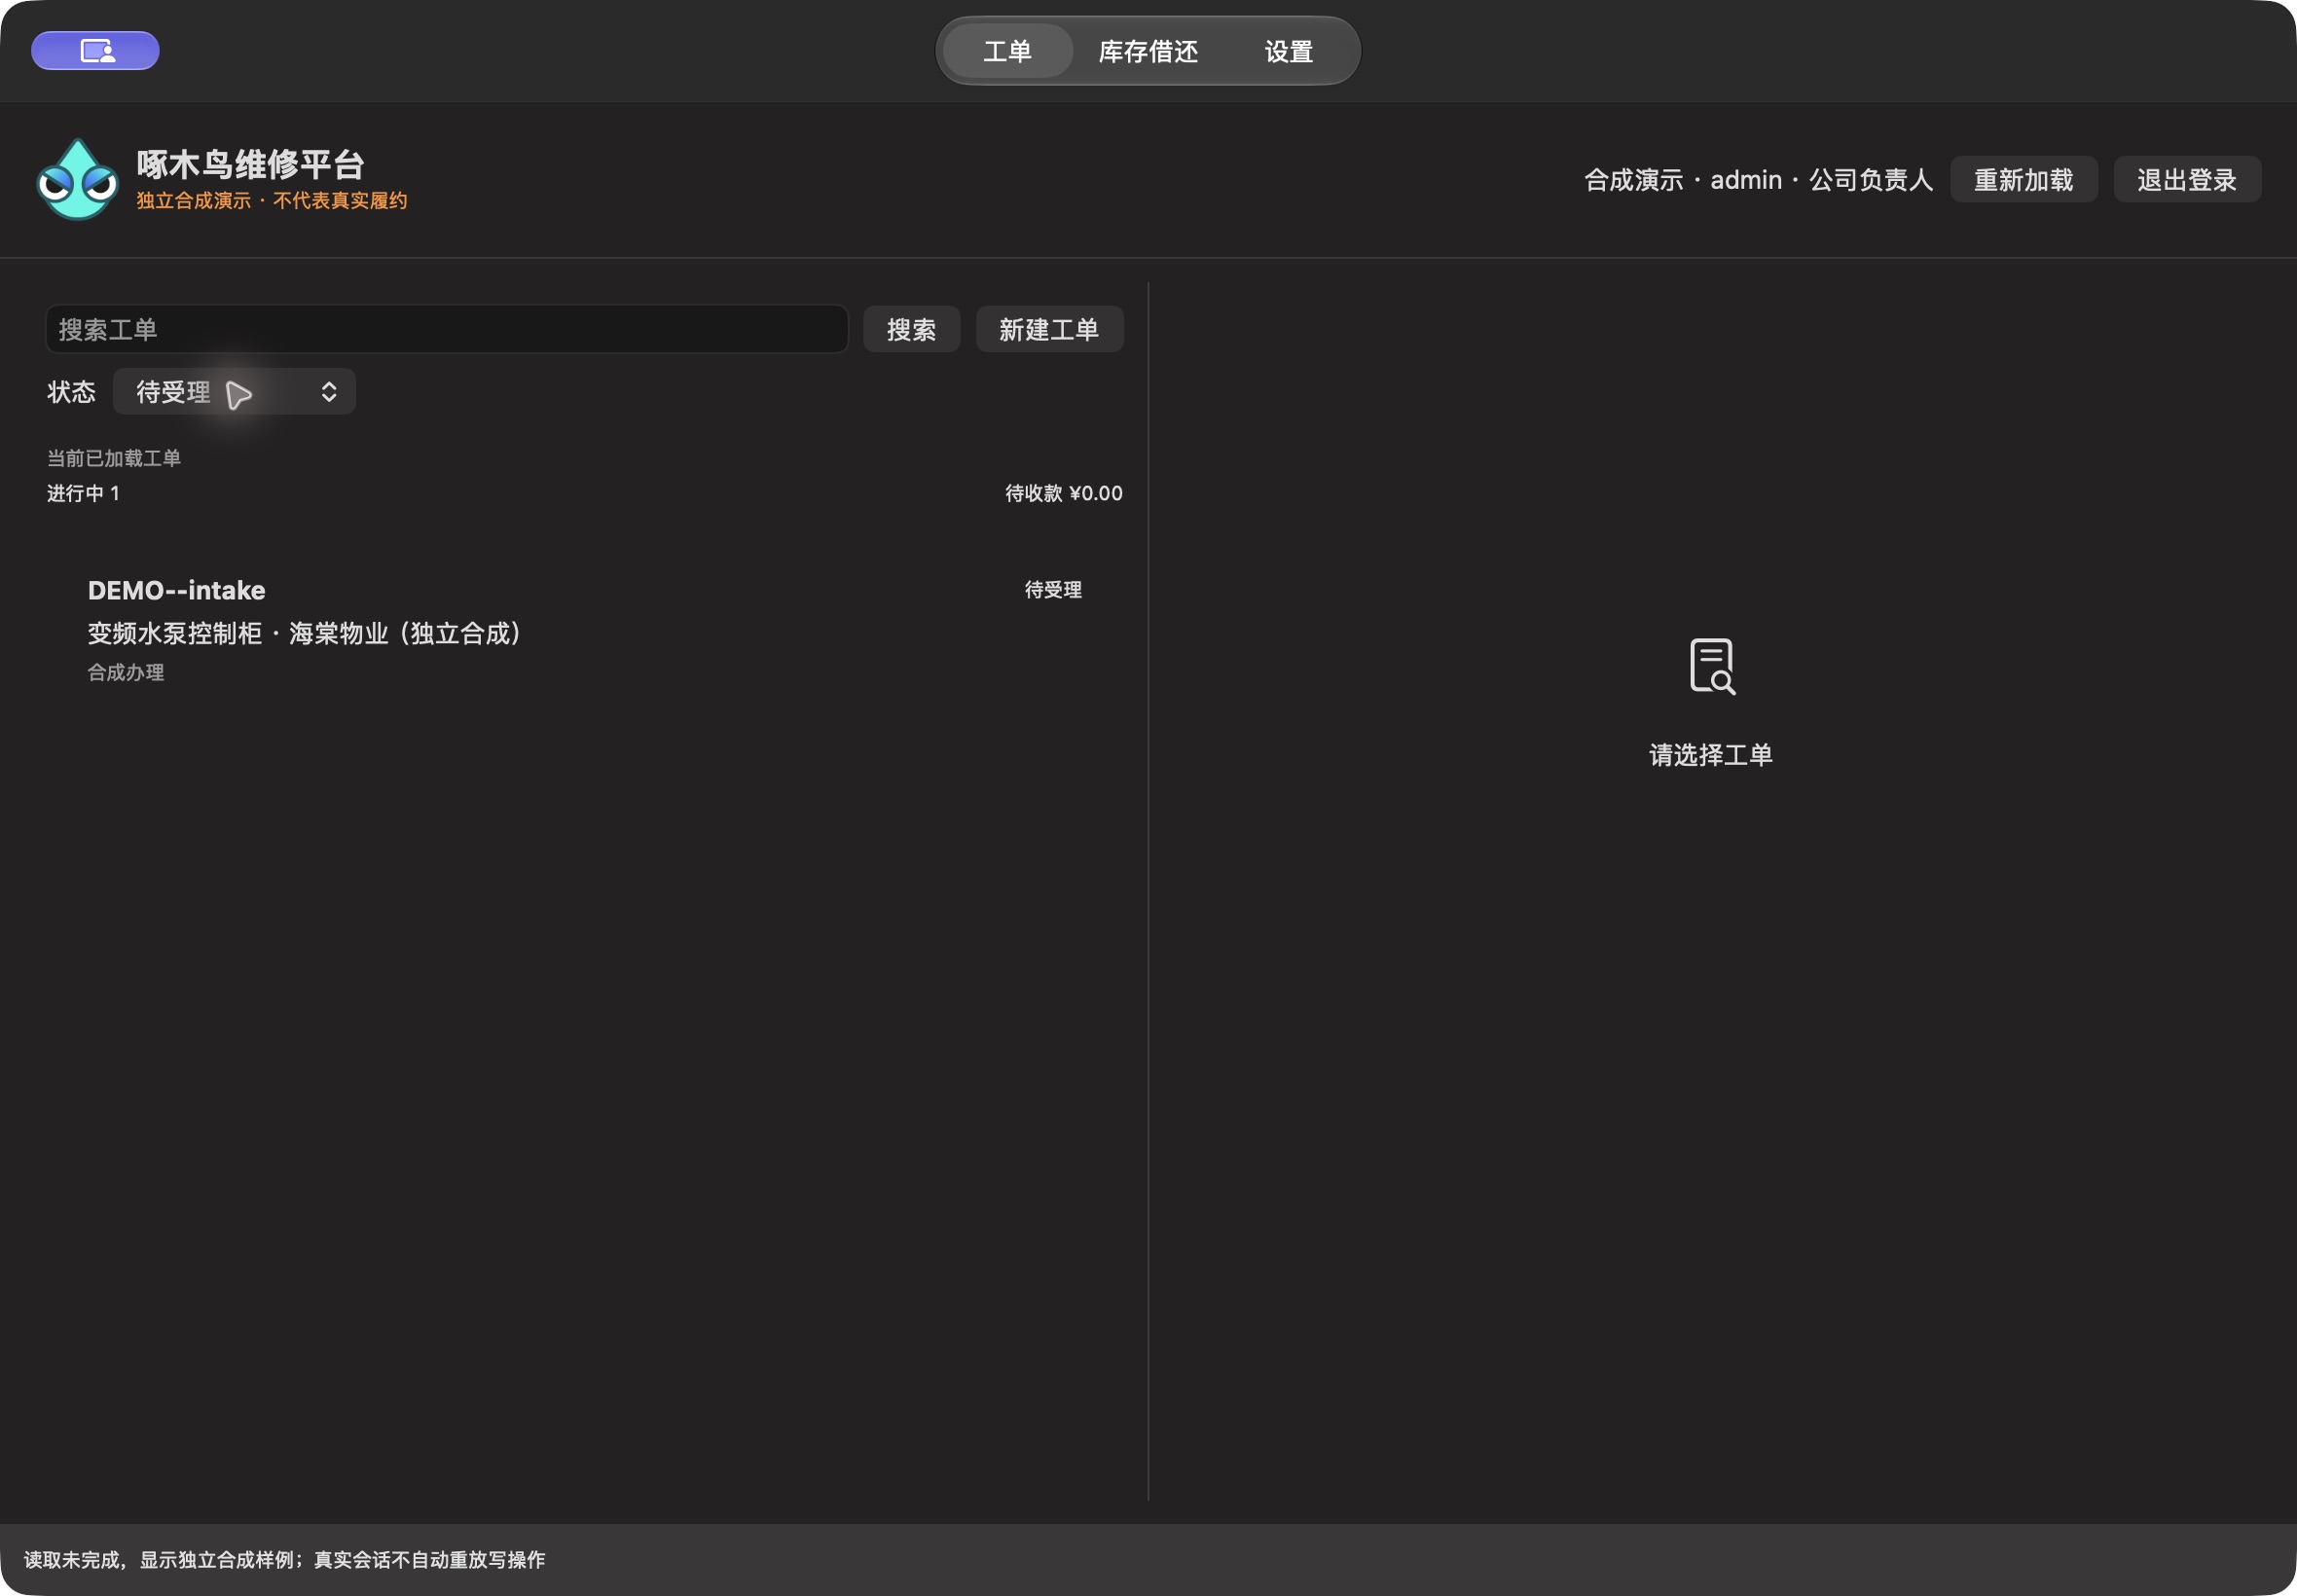 工单 库存借还 设置
啄木鸟维修平台
独立合成演示 · 不代表真实履约
合成演示 · admin · 公司负责人 重新加载 退出登录
搜索工单 搜索 新建工单
状态 待受理
当前已加载工单
进行中 1 待收款 ¥0.00
DEMO--intake 待受理
变频水泵控制柜 · 海棠物业（独立合成）
合成办理
请选择工单
读取未完成，显示独立合成样例；真实会话不自动重放写操作